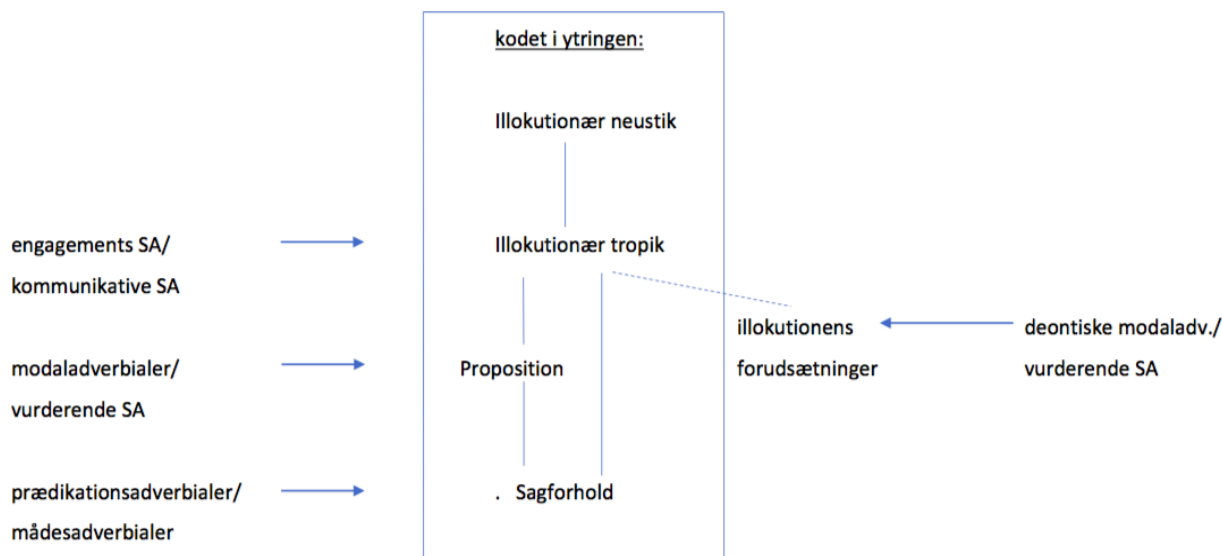 kodet i ytringen:
Illokutionær neustik
engagements SA/
kommunikative SA
Illokutionær tropik
illokutionens
forudsætninger
deontiske modaladv./
vurderende SA
modaladverbialer/
vurderende SA
Proposition
prædikationsadverbialer/
mådesadverbialer
. Sagforhold